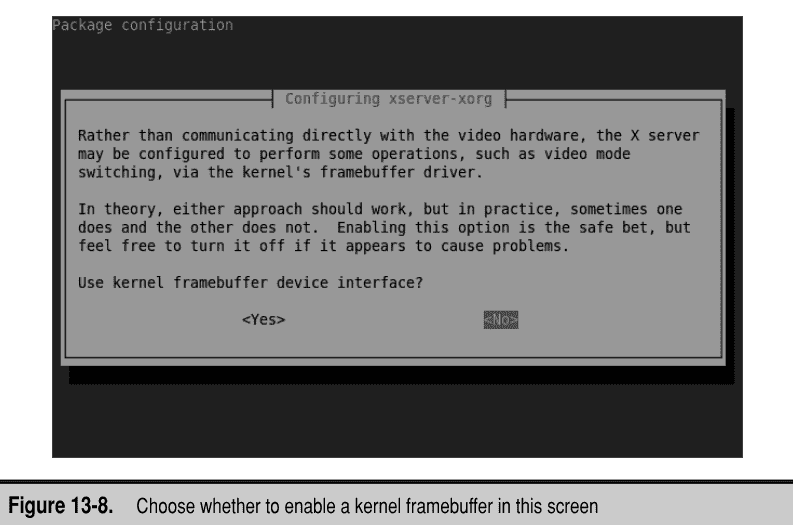 Package configuration
Configuring xserver-xorg
Rather than communicating directly with the video hardware, the X server
may be configured to perform some operations, such as video mode
switching, via the kernel's framebuffer driver.
In theory, either approach should work, but in practice, sometimes one
does and the other does not.  Enabling this option is the safe bet, but
feel free to turn it off if it appears to cause problems.
Use kernel framebuffer device interface?
<Yes> <No>
Figure 13-8. Choose whether to enable a kernel framebuffer in this screen